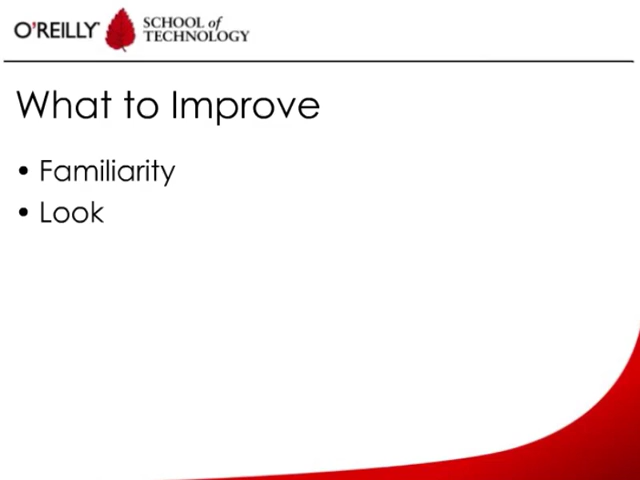 O'REILLY SCHOOL of
TECHNOLOGY
What to Improve
• Familiarity
• Look